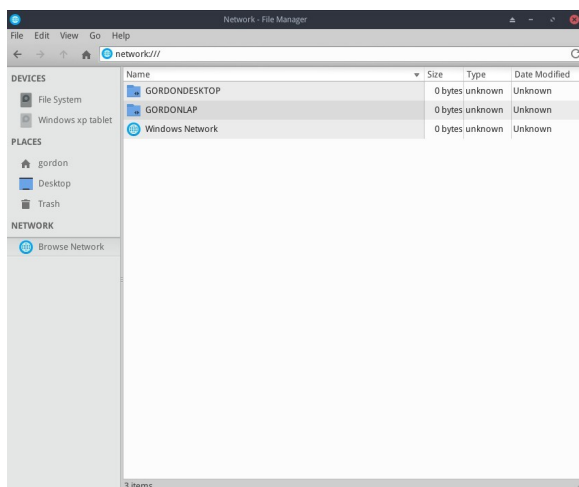 Network - File Manager
File Edit View Go Help
network:///
DEVICES
File System
Windows xp tablet
PLACES
gordon
Desktop
Trash
NETWORK
Browse Network
Name Size Type Date Modified
GORDONDESKTOP 0 bytes unknown Unknown
GORDONLAP 0 bytes unknown Unknown
Windows Network 0 bytes unknown Unknown
3 items